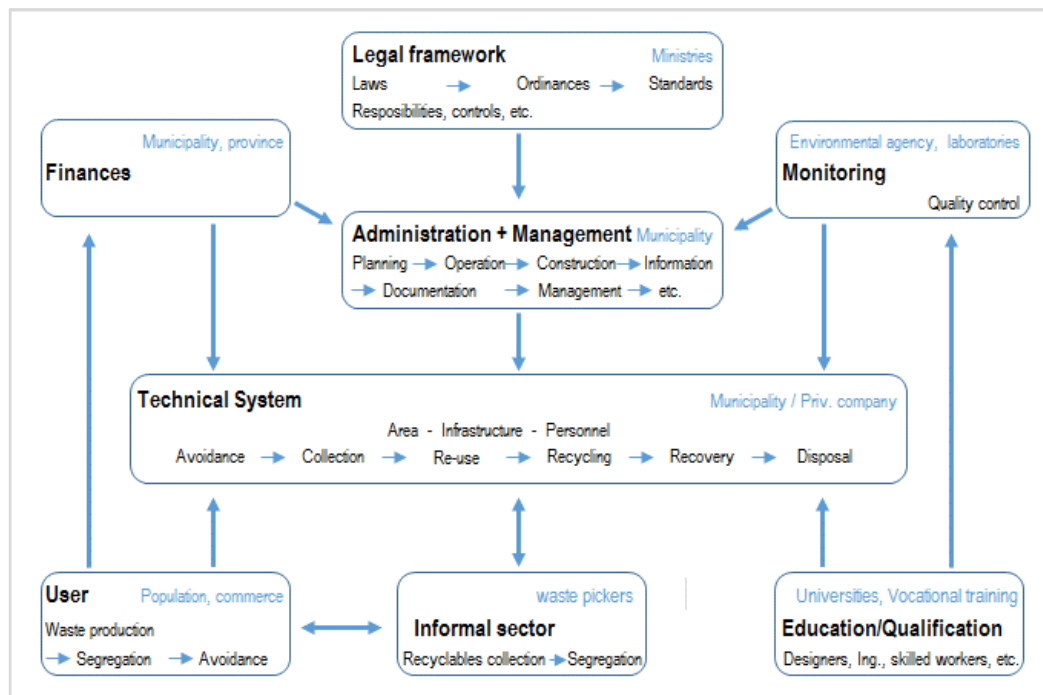 Legal framework Ministries
Laws → Ordinances → Standards
Resposibilities, controls, etc.
Municipality, province
Finances
Environmental agency, laboratories
Monitoring
Quality control
Administration + Management Municipality
Planning → Operation → Construction → Information
→ Documentation → Management → etc.
Technical System Municipality / Priv. company
Area - Infrastructure - Personnel
Avoidance → Collection → Re-use → Recycling → Recovery → Disposal
User Population, commerce
Waste production
→ Segregation → Avoidance
waste pickers
Informal sector
Recyclables collection → Segregation
Universities, Vocational training
Education/Qualification
Designers, Ing., skilled workers, etc.